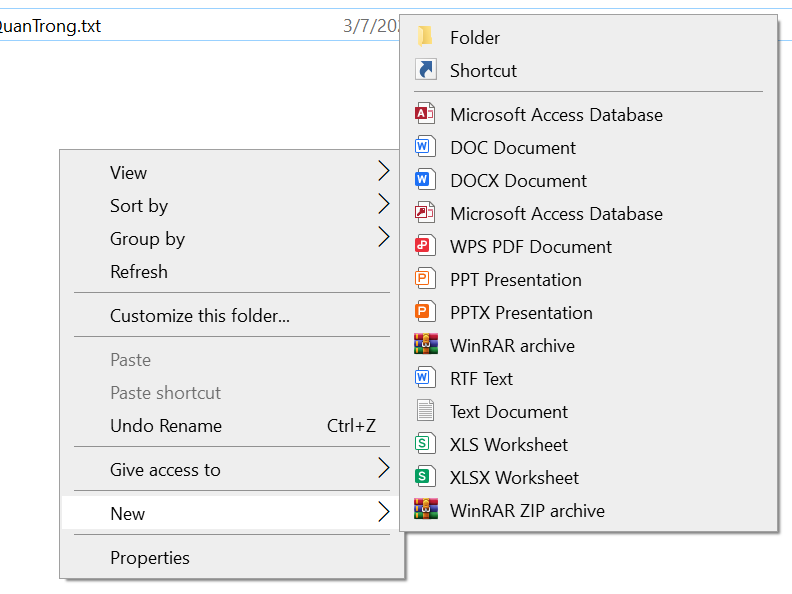 QuanTrong.txt 3/7/202
View
Sort by
Group by
Refresh
Customize this folder...
Paste
Paste shortcut
Undo Rename Ctrl+Z
Give access to
New
Properties
Folder
Shortcut
Microsoft Access Database
DOC Document
DOCX Document
Microsoft Access Database
WPS PDF Document
PPT Presentation
PPTX Presentation
WinRAR archive
RTF Text
Text Document
XLS Worksheet
XLSX Worksheet
WinRAR ZIP archive